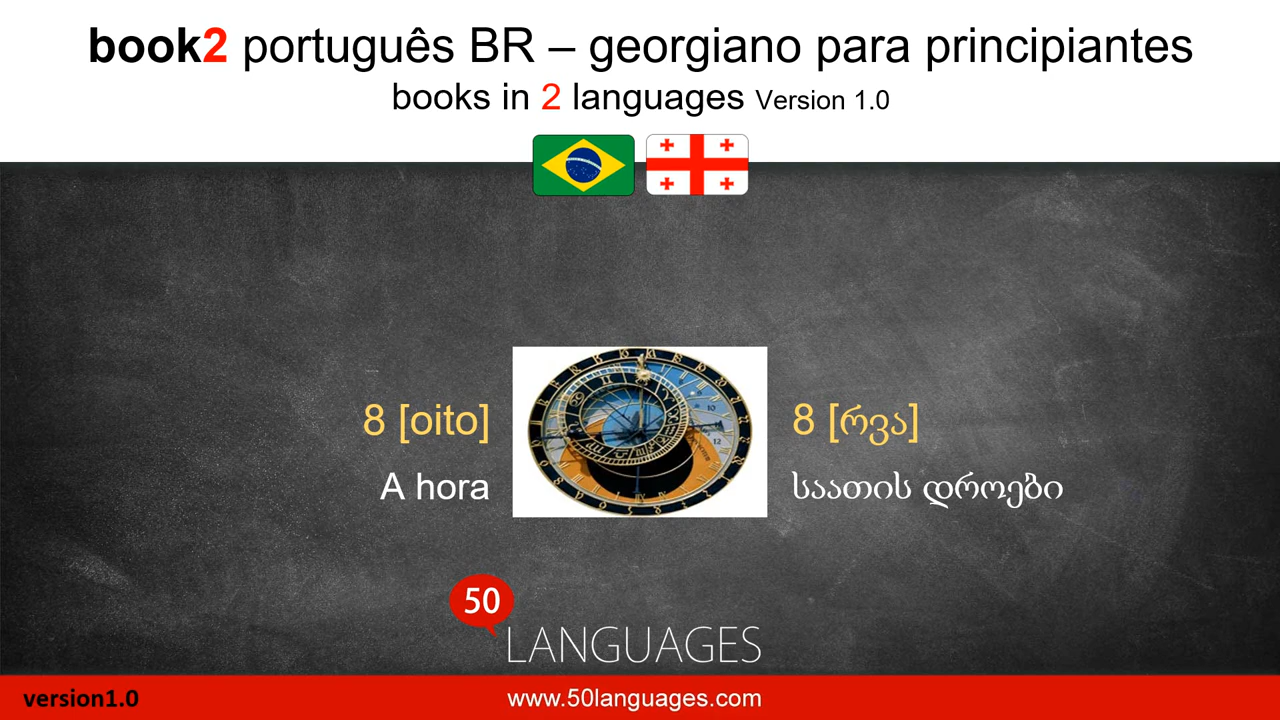 book2 português BR – georgiano para principiantes
books in 2 languages Version 1.0
8 [oito]
8 [რვა]
A hora
საათის დროები
50
LANGUAGES
version1.0
www.50languages.com